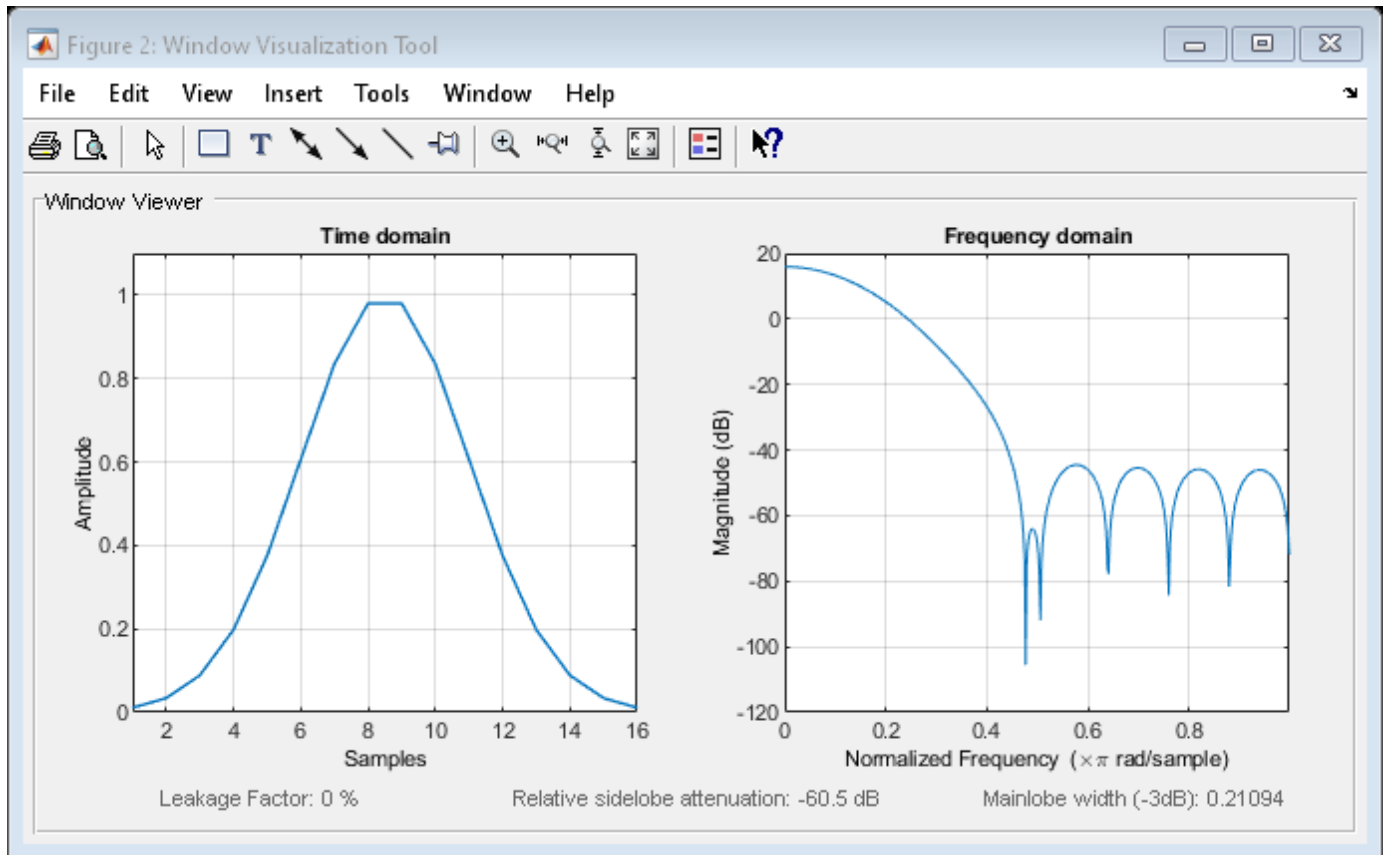 Figure 2: Window Visualization Tool
File Edit View Insert Tools Window Help
T
?
Window Viewer
Time domain
1
0.8
0.6
0.4
0.2
0
Amplitude
2 4 6 8 10 12 14 16
Samples
Frequency domain
20
0
-20
-40
-60
-80
-100
-120
Magnitude (dB)
0 0.2 0.4 0.6 0.8
Normalized Frequency (×π rad/sample)
Leakage Factor: 0 %
Relative sidelobe attenuation: -60.5 dB
Mainlobe width (-3dB): 0.21094